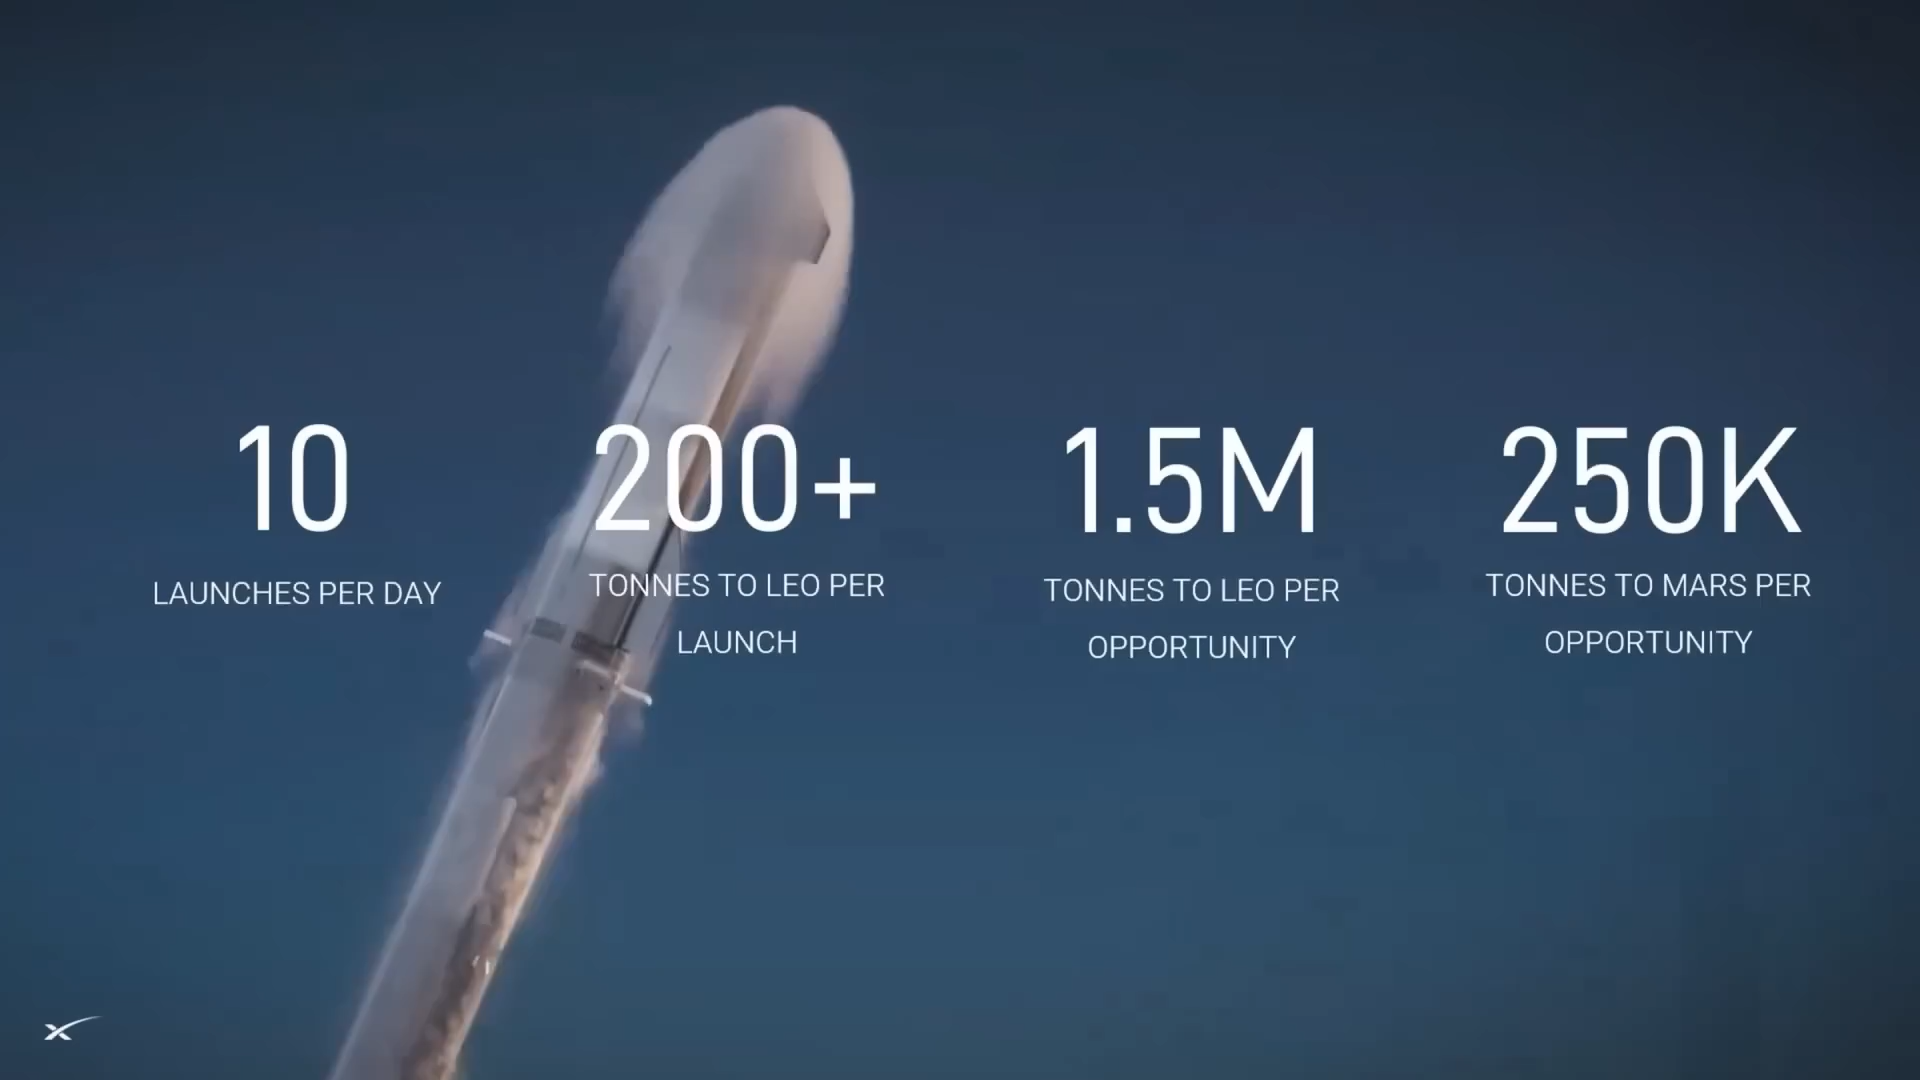 10
LAUNCHES PER DAY
200+
TONNES TO LEO PER
LAUNCH
1.5M
TONNES TO LEO PER
OPPORTUNITY
250K
TONNES TO MARS PER
OPPORTUNITY